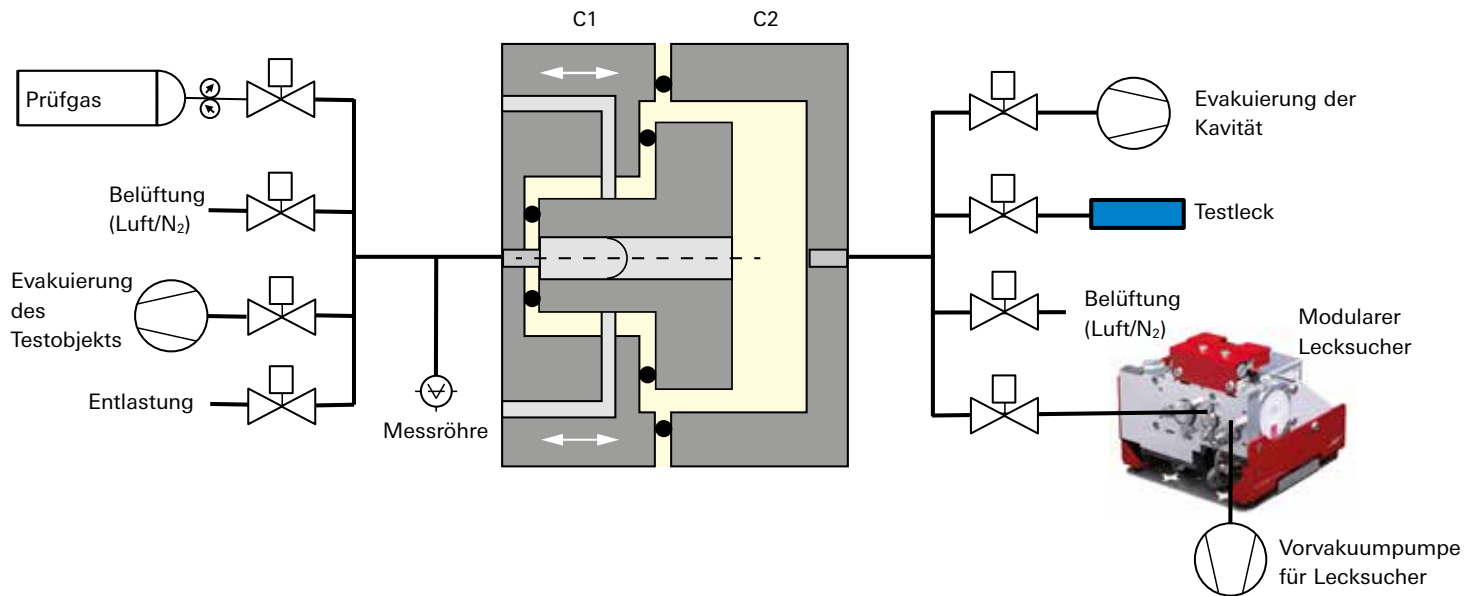 C1
C2
Prüfgas
Belüftung
(Luft/N₂)
Evakuierung
des
Testobjekts
Entlastung
Messröhre
Evakuierung der
Kavität
Testleck
Belüftung
(Luft/N₂)
Modularer
Lecksucher
Vorvakuumpumpe
für Lecksucher